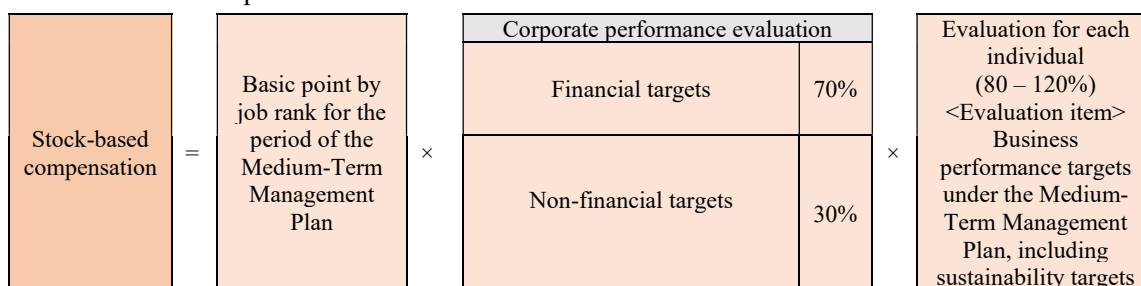 Stock-based
compensation
=
Basic point by
job rank for the
period of the
Medium-Term
Management
Plan
×
Corporate performance evaluation
Financial targets
70%
Non-financial targets
30%
×
Evaluation for each
individual
(80 – 120%)
<Evaluation item>
Business
performance targets
under the Medium-
Term Management
Plan, including
sustainability targets